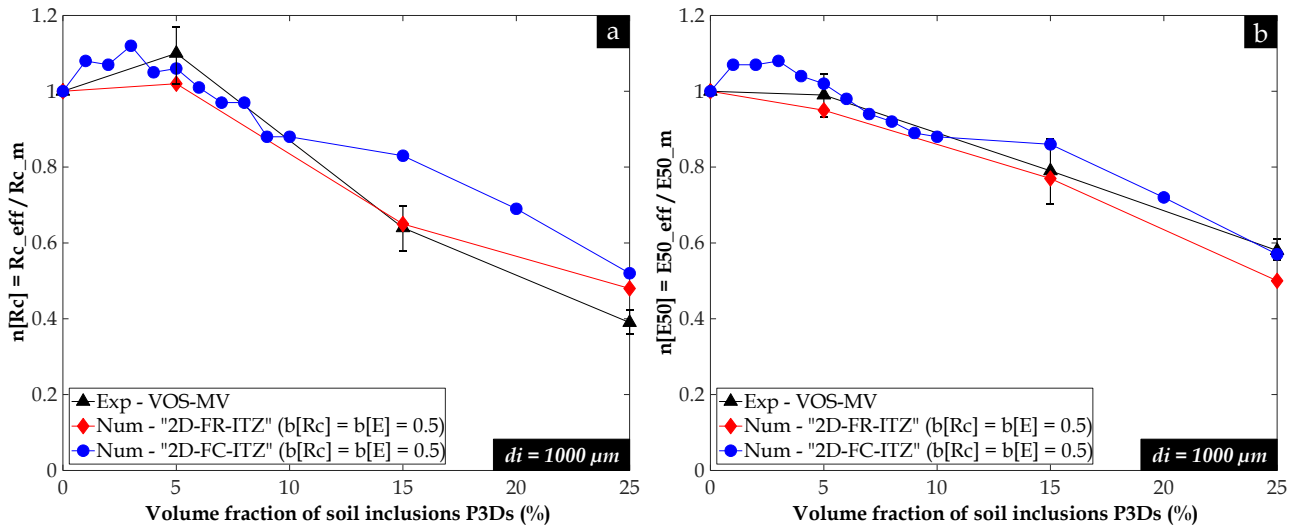 a
n[Rc] = Rc_eff / Rc_m
1.2
1
0.8
0.6
0.4
0.2
0
Exp - VOS-MV
Num - "2D-FR-ITZ" (b[Rc] = b[E] = 0.5)
Num - "2D-FC-ITZ" (b[Rc] = b[E] = 0.5)
di = 1000 μm
0 5 10 15 20 25
Volume fraction of soil inclusions P3Ds (%)
b
n[E50] = E50_eff / E50_m
1.2
1
0.8
0.6
0.4
0.2
0
Exp - VOS-MV
Num - "2D-FR-ITZ" (b[Rc] = b[E] = 0.5)
Num - "2D-FC-ITZ" (b[Rc] = b[E] = 0.5)
di = 1000 μm
0 5 10 15 20 25
Volume fraction of soil inclusions P3Ds (%)